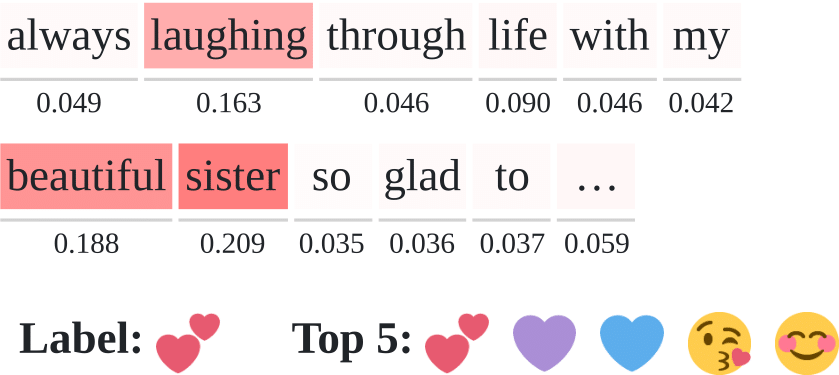 always laughing through life with my
0.049 0.163 0.046 0.090 0.046 0.042
beautiful sister so glad to …
0.188 0.209 0.035 0.036 0.037 0.059
Label: 💕 Top 5: 💕 💜 💙 😘 😊